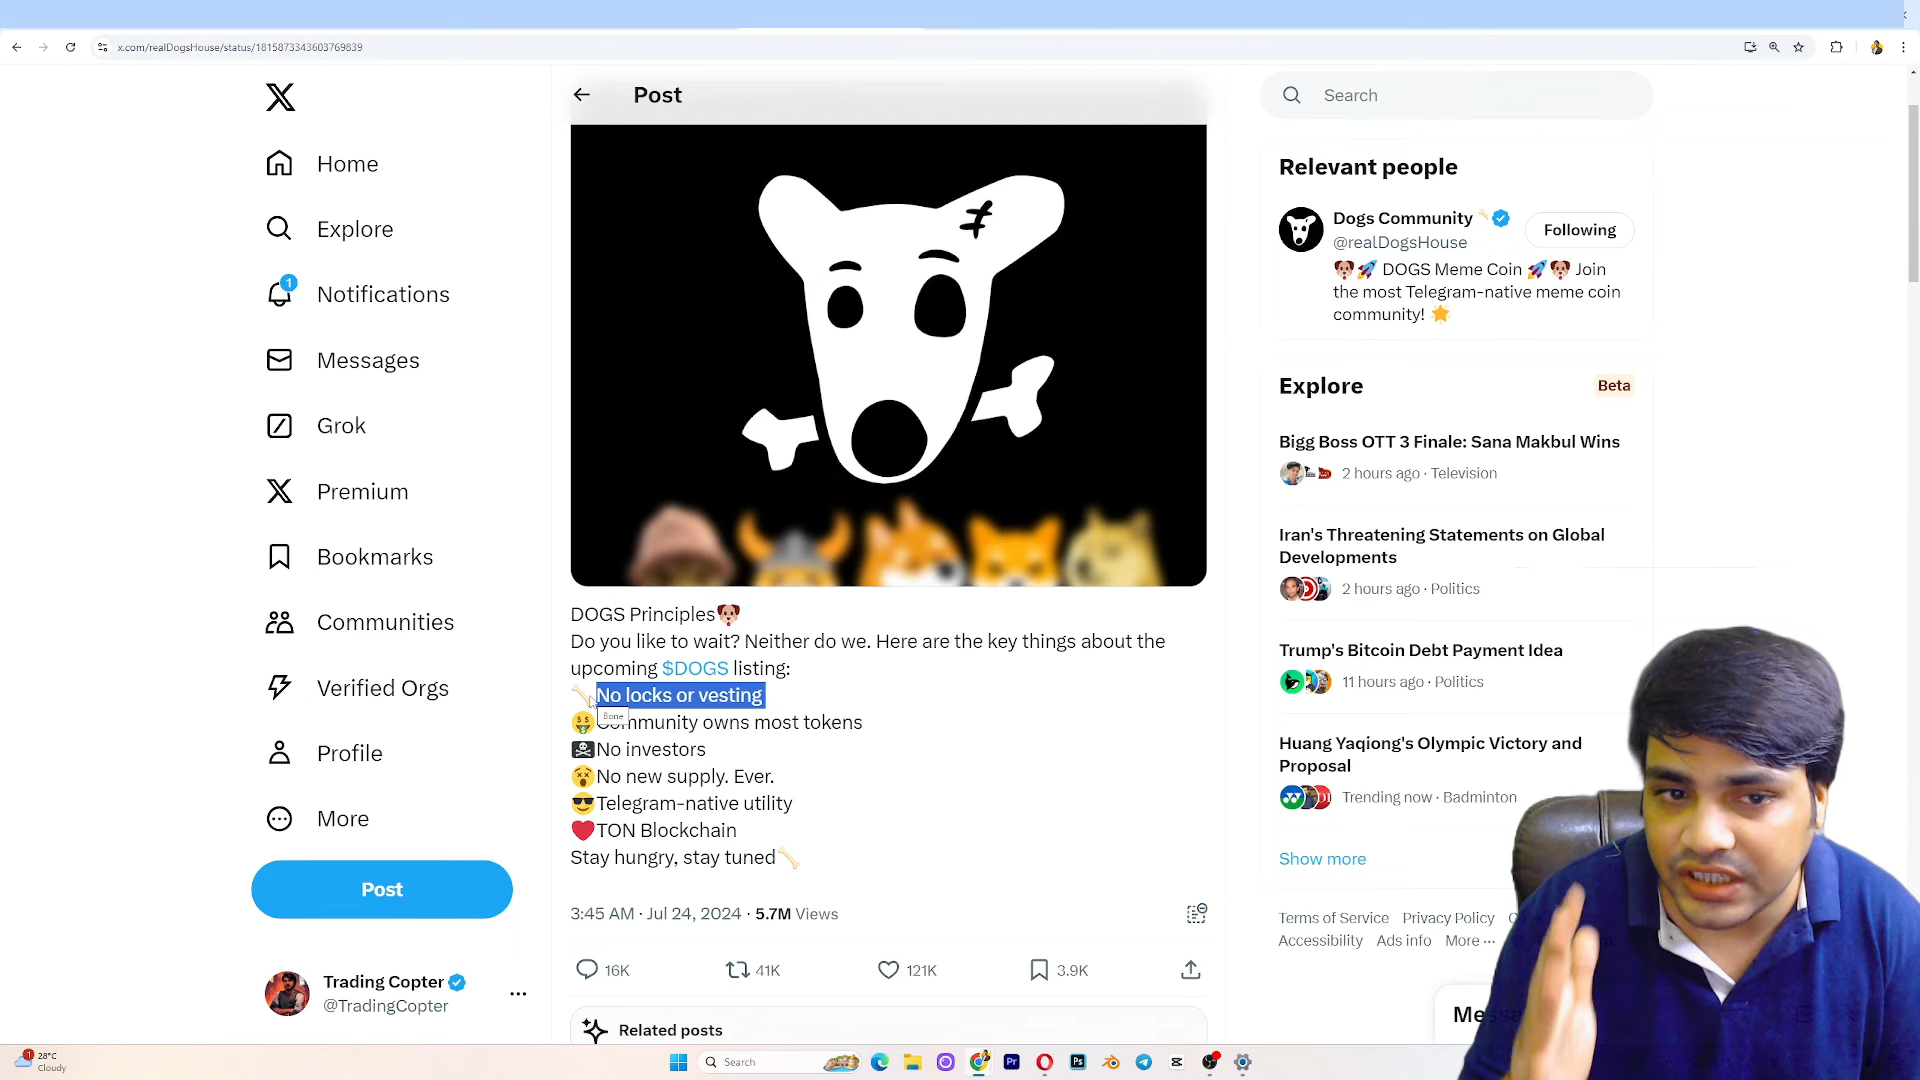 x.com/realDogsHouse/status/1815873343603769839
Home
Explore
1
Notifications
Messages
Grok
Premium
Bookmarks
Communities
Verified Orgs
Profile
More
Post
Trading Copter
@TradingCopter
Post
DOGS Principles🐶
Do you like to wait? Neither do we. Here are the key things about the
upcoming $DOGS listing:
🦴No locks or vesting
Bone
🤑Community owns most tokens
🏴‍☠️No investors
😵No new supply. Ever.
😎Telegram-native utility
❤️TON Blockchain
Stay hungry, stay tuned🦴
3:45 AM · Jul 24, 2024 · 5.7M Views
16K
41K
121K
3.9K
Related posts
Search
Relevant people
Dogs Community 🦴
@realDogsHouse
Following
🐶🚀 DOGS Meme Coin 🚀🐶 Join
the most Telegram-native meme coin
community! 🌟
Explore
Beta
Bigg Boss OTT 3 Finale: Sana Makbul Wins
2 hours ago · Television
Iran's Threatening Statements on Global
Developments
2 hours ago · Politics
Trump's Bitcoin Debt Payment Idea
11 hours ago · Politics
Huang Yaqiong's Olympic Victory and
Proposal
Trending now · Badminton
Show more
Terms of Service Privacy Policy
Accessibility Ads info More ···
1
28°C
Cloudy
Search
Pr
Ps